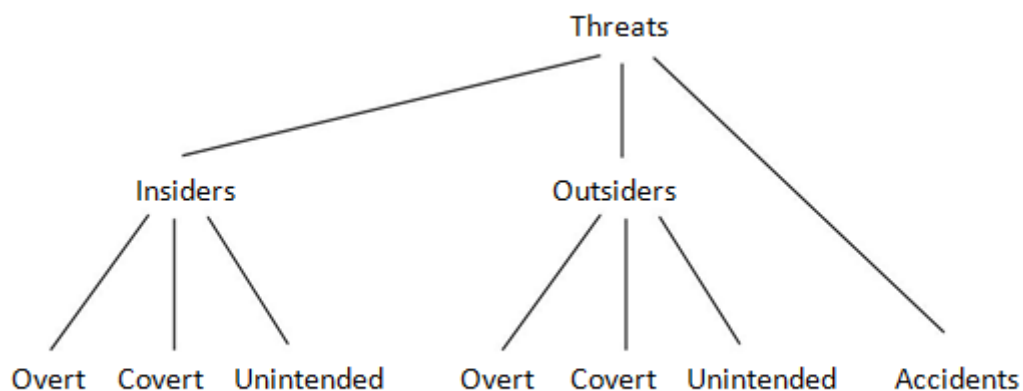 Threats
Insiders Outsiders
Overt Covert Unintended Overt Covert Unintended Accidents